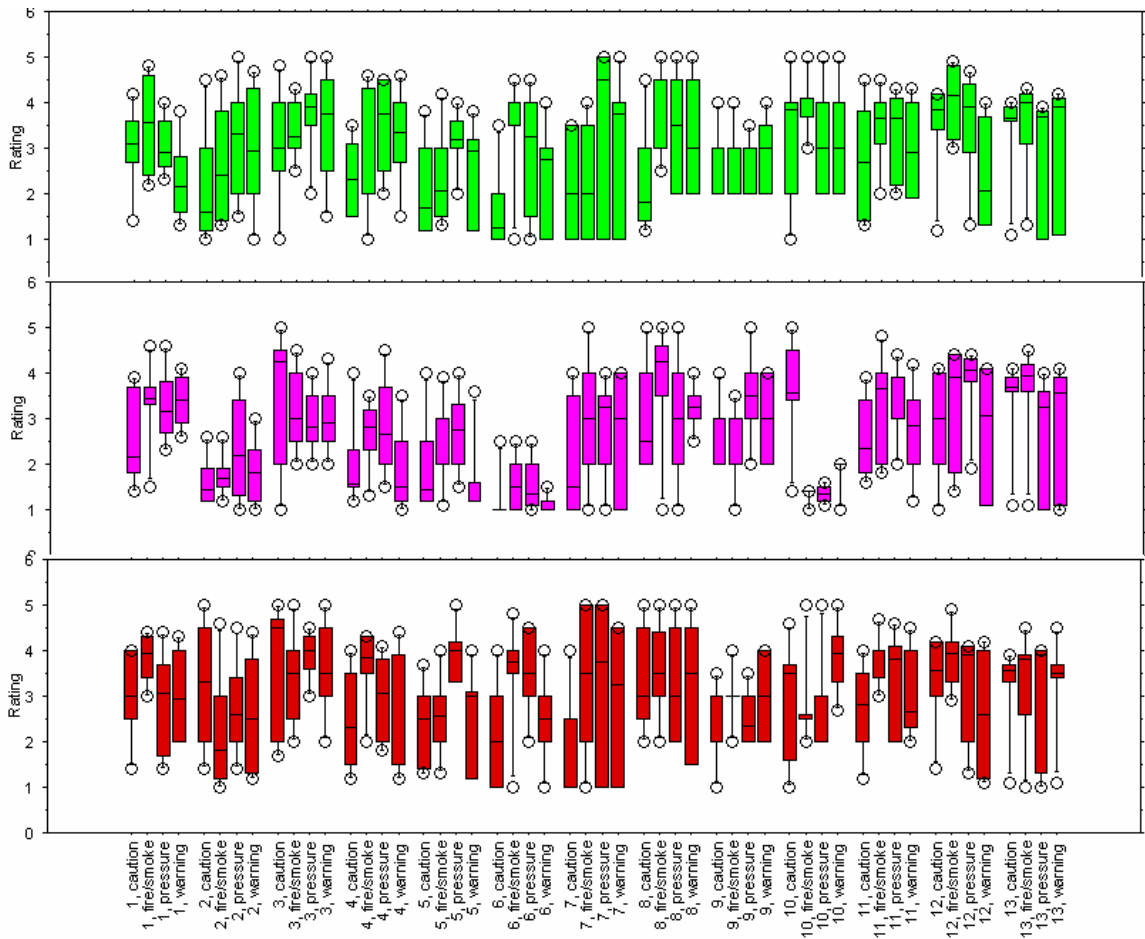 6
5
4
3
2
1
Rating
6
5
4
3
2
1
Rating
6
5
4
3
2
1
0
Rating
1, caution
1, fire/smoke
1, pressure
1, warning
2, caution
2, fire/smoke
2, pressure
2, warning
3, caution
3, fire/smoke
3, pressure
3, warning
4, caution
4, fire/smoke
4, pressure
4, warning
5, caution
5, fire/smoke
5, pressure
5, warning
6, caution
6, fire/smoke
6, pressure
6, warning
7, caution
7, fire/smoke
7, pressure
7, warning
8, caution
8, fire/smoke
8, pressure
8, warning
9, caution
9, fire/smoke
9, pressure
9, warning
10, caution
10, fire/smoke
10, pressure
10, warning
11, caution
11, fire/smoke
11, pressure
11, warning
12, caution
12, fire/smoke
12, pressure
12, warning
13, caution
13, fire/smoke
13, pressure
13, warning